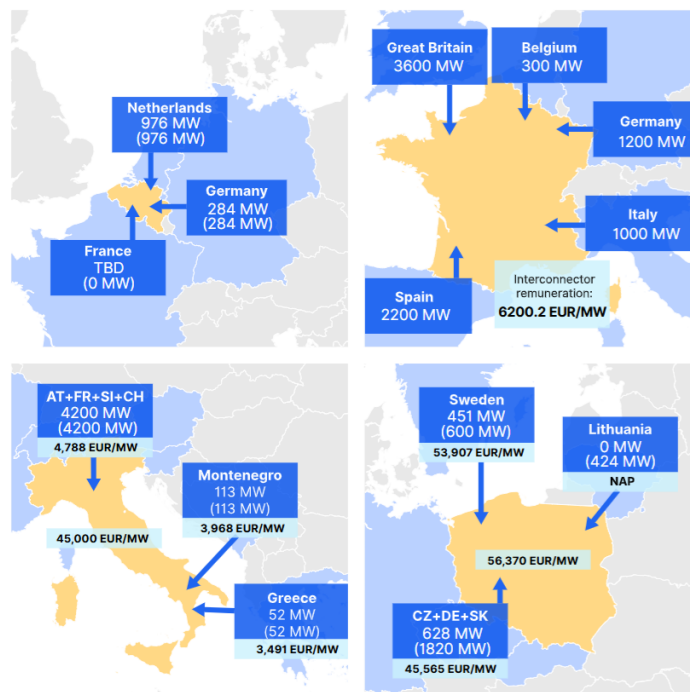 Netherlands
976 MW
(976 MW)
Germany
284 MW
(284 MW)
France
TBD
(0 MW)
Great Britain
3600 MW
Belgium
300 MW
Germany
1200 MW
Italy
1000 MW
Interconnector
remuneration:
6200.2 EUR/MW
Spain
2200 MW
AT+FR+SI+CH
4200 MW
(4200 MW)
4,788 EUR/MW
Montenegro
113 MW
(113 MW)
3,968 EUR/MW
45,000 EUR/MW
Greece
52 MW
(52 MW)
3,491 EUR/MW
Sweden
451 MW
(600 MW)
53,907 EUR/MW
Lithuania
0 MW
(424 MW)
NAP
56,370 EUR/MW
CZ+DE+SK
628 MW
(1820 MW)
45,565 EUR/MW